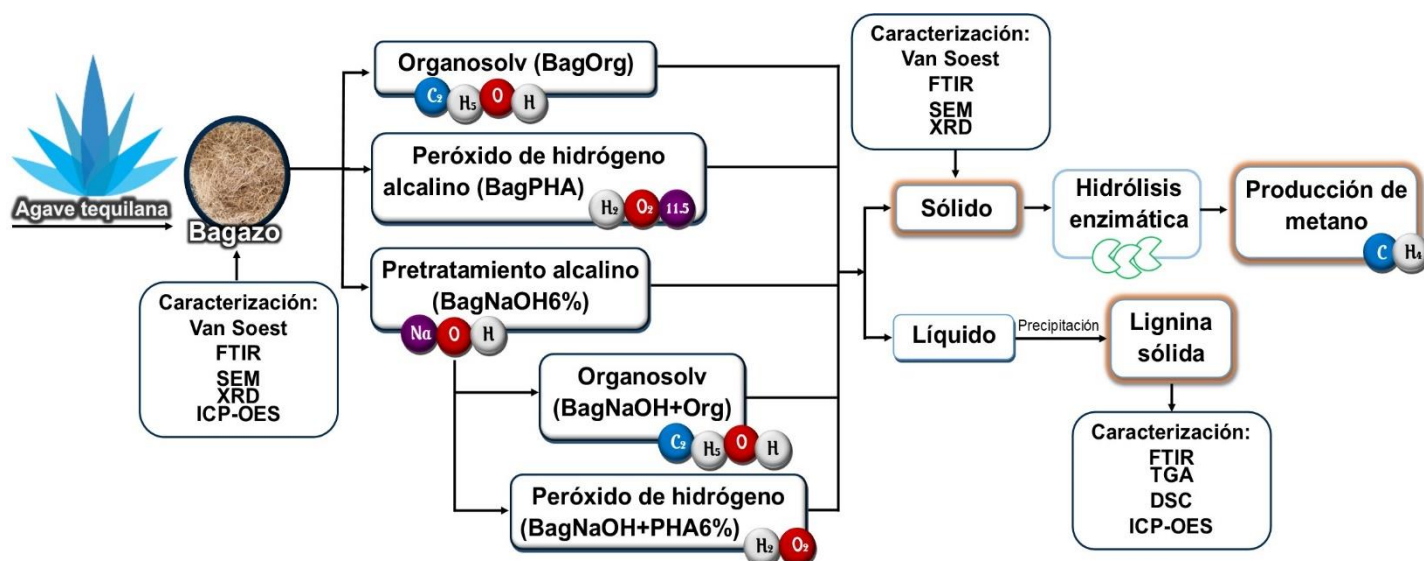 Agave tequilana
Bagazo
Caracterización:
Van Soest
FTIR
SEM
XRD
ICP-OES
Organosolv (BagOrg)
C₂ H₅ O H
Peróxido de hidrógeno
alcalino (BagPHA)
H₂ O₂ 11.5
Pretratamiento alcalino
(BagNaOH6%)
Na O H
Organosolv
(BagNaOH+Org)
C₂ H₅ O H
Peróxido de hidrógeno
(BagNaOH+PHA6%)
H₂ O₂
Caracterización:
Van Soest
FTIR
SEM
XRD
Sólido
Hidrólisis
enzimática
Producción de
metano
C H₄
Líquido
Precipitación
Lignina
sólida
Caracterización:
FTIR
TGA
DSC
ICP-OES